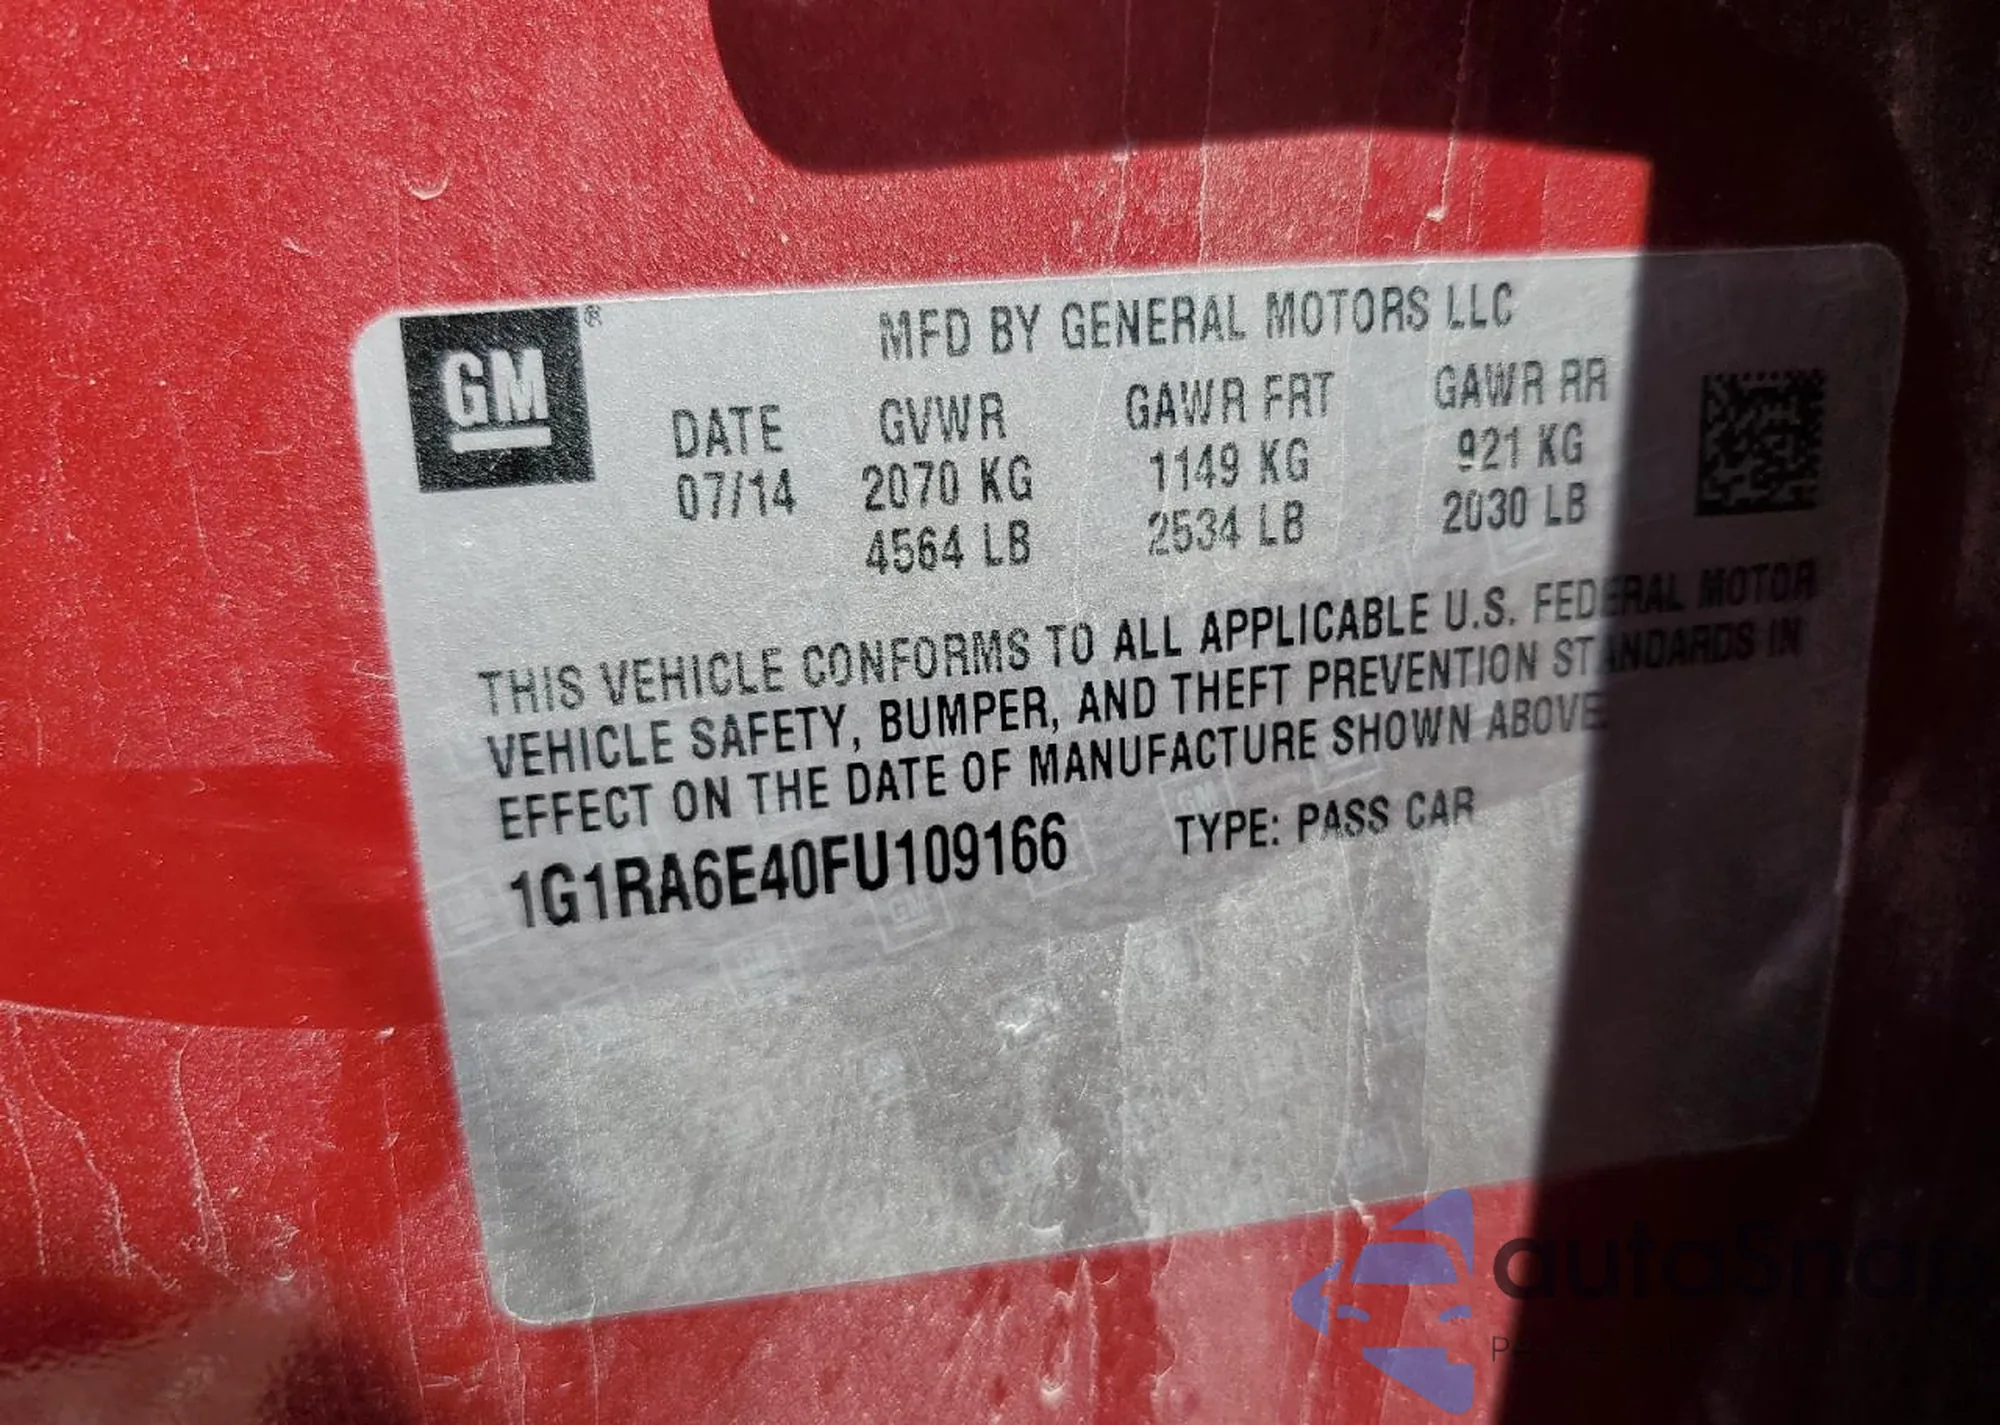 GM®
MFD BY GENERAL MOTORS LLC
DATE GVWR GAWR FRT GAWR RR
07/14 2070 KG 1149 KG 921 KG
4564 LB 2534 LB 2030 LB
THIS VEHICLE CONFORMS TO ALL APPLICABLE U.S. FEDERAL MOTOR
VEHICLE SAFETY, BUMPER, AND THEFT PREVENTION STANDARDS IN
EFFECT ON THE DATE OF MANUFACTURE SHOWN ABOVE.
1G1RA6E40FU109166 TYPE: PASS CAR
autaSnap